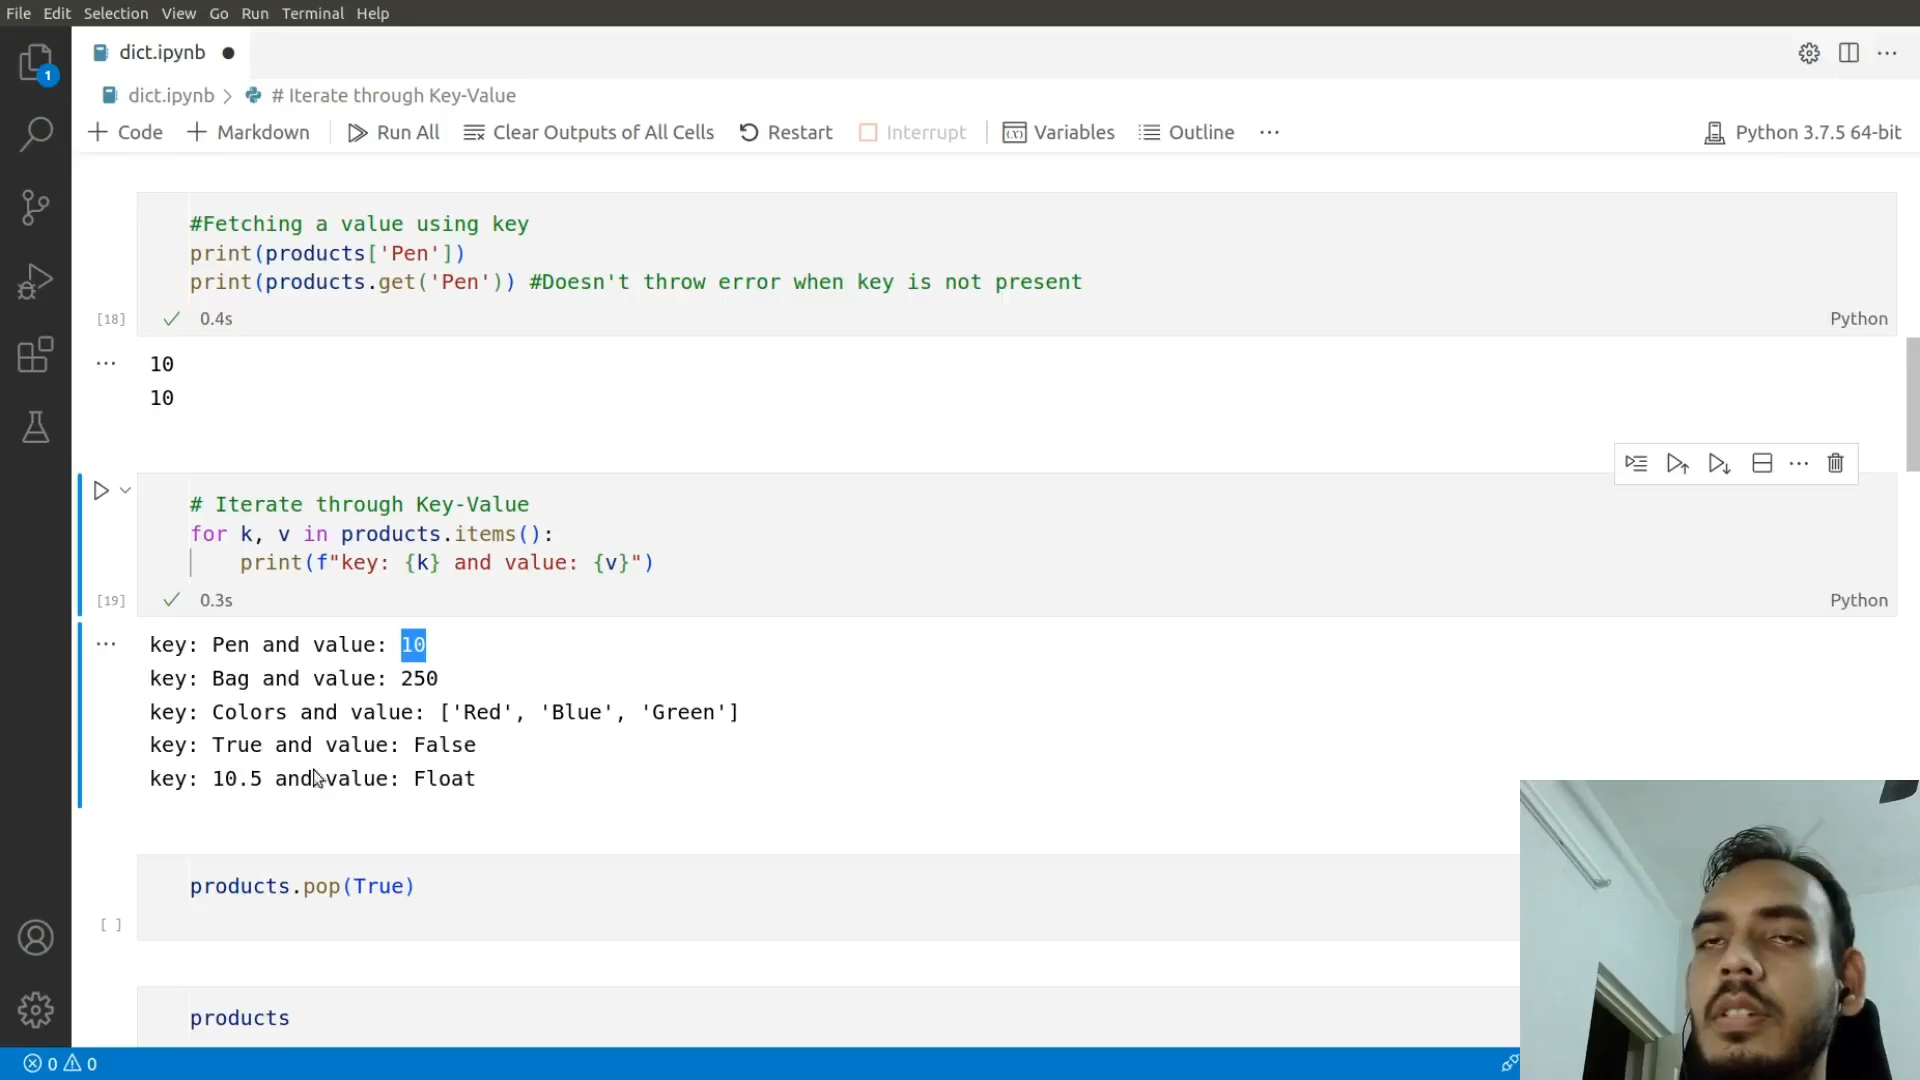 File Edit Selection View Go Run Terminal Help
1
dict.ipynb
dict.ipynb # Iterate through Key-Value
Code Markdown Run All Clear Outputs of All Cells Restart Interrupt (x) Variables Outline ... Python 3.7.5 64-bit
#Fetching a value using key
print(products['Pen'])
print(products.get('Pen')) #Doesn't throw error when key is not present
[18] 0.4s Python
10
10
# Iterate through Key-Value
for k, v in products.items():
print(f"key: {k} and value: {v}")
[19] 0.3s Python
key: Pen and value: 10
key: Bag and value: 250
key: Colors and value: ['Red', 'Blue', 'Green']
key: True and value: False
key: 10.5 and value: Float
products.pop(True)
[ ]
products
0 0